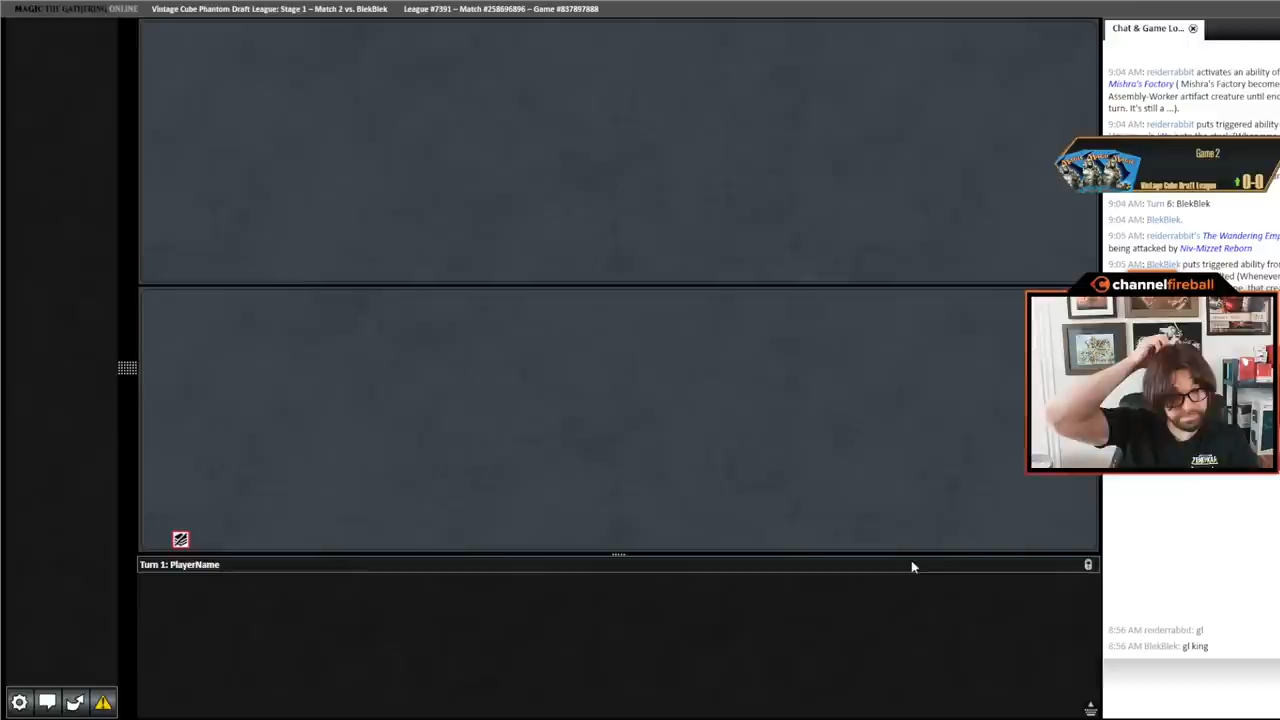 MAGIC THE GATHERING ONLINE
Vintage Cube Phantom Draft League: Stage 1 – Match 2 vs. BlekBlek
League #7391 – Match #258696896 – Game #837897888
Chat & Game Lo...
9:04 AM: reiderrabbit activates an ability of
Mishra's Factory ( Mishra's Factory become
Assembly-Worker artifact creature until end
turn. It's still a ...).
9:04 AM: reiderrabbit puts triggered ability
Game 2
Vintage Cube Draft League
0-0
9:04 AM: Turn 6: BlekBlek
9:04 AM: BlekBlek.
9:05 AM: reiderrabbit's The Wandering Emp
being attacked by Niv-Mizzet Reborn
9:05 AM: BlekBlek puts triggered ability from
(Whenever
channelfireball
Turn 1: PlayerName
8:56 AM reiderrabbit: gl
8:56 AM BlekBlek: gl king